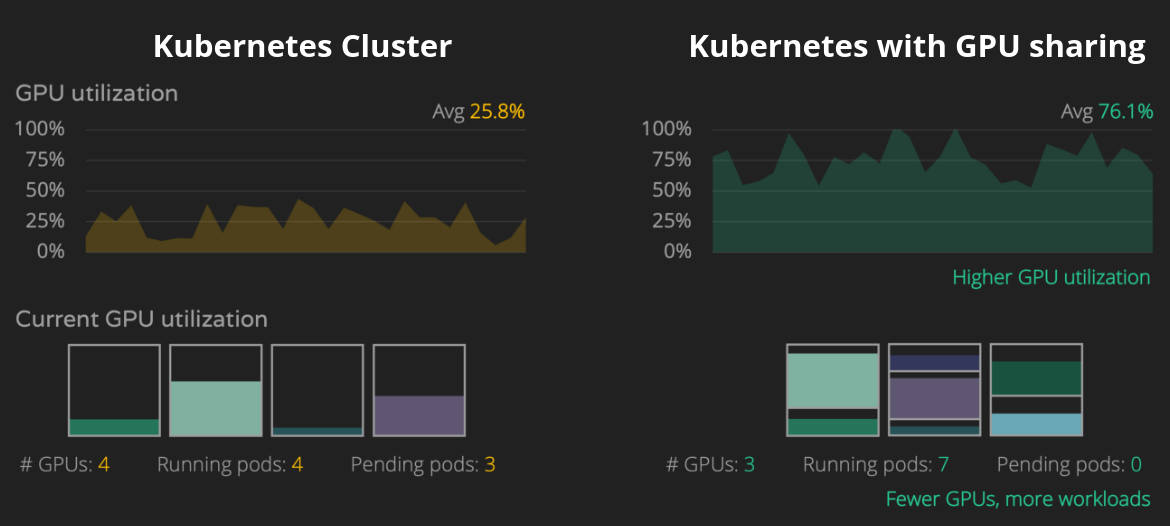 Kubernetes Cluster
GPU utilization
Avg 25.8%
100%
75%
50%
25%
0%
Current GPU utilization
# GPUs: 4 Running pods: 4 Pending pods: 3
Kubernetes with GPU sharing
Avg 76.1%
100%
75%
50%
25%
0%
Higher GPU utilization
# GPUs: 3 Running pods: 7 Pending pods: 0
Fewer GPUs, more workloads